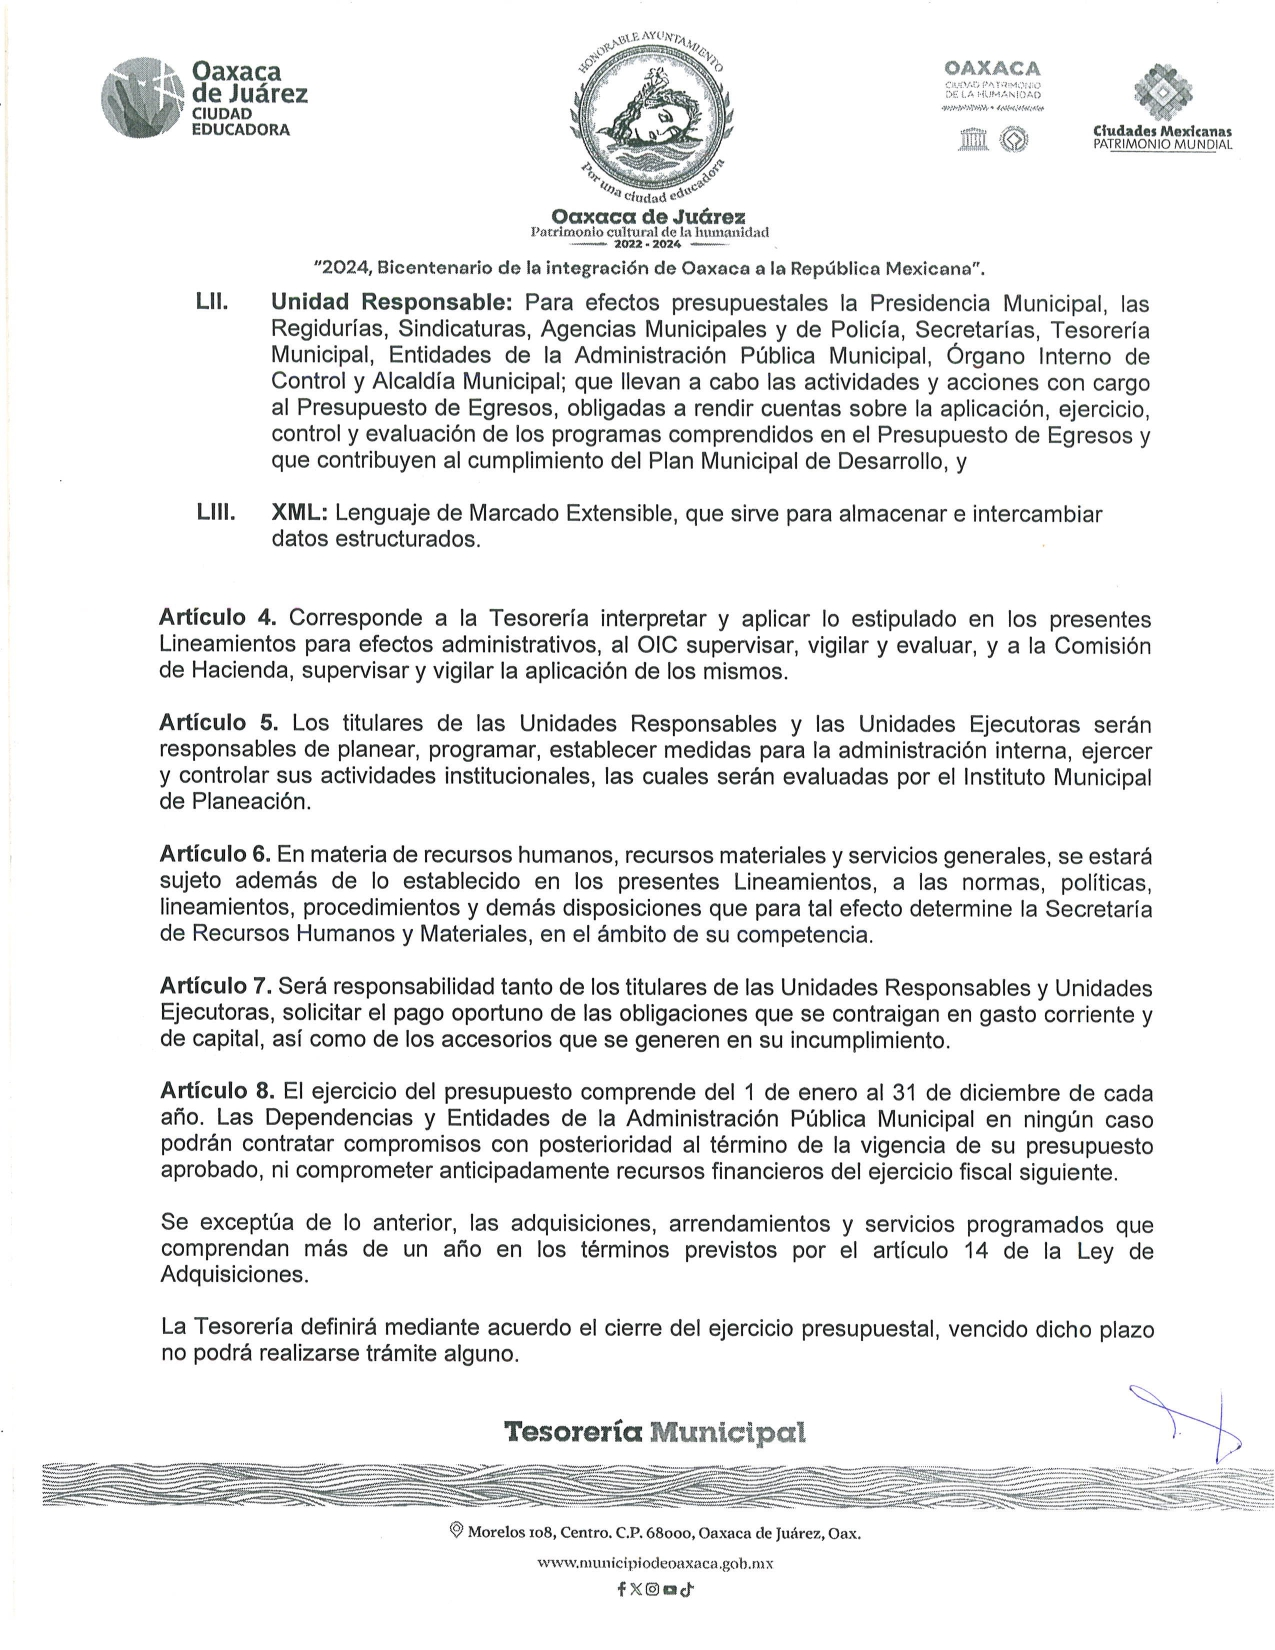 Oaxaca
de Juárez
CIUDAD
EDUCADORA
HONORABLE AYUNTAMIENTO
Por una ciudad educadora
Oaxaca de Juárez
Patrimonio cultural de la humanidad
2022 - 2024
OAXACA
CIUDAD PATRIMONIO
DE LA HUMANIDAD
Ciudades Mexicanas
PATRIMONIO MUNDIAL
"2024, Bicentenario de la integración de Oaxaca a la República Mexicana".
LII. Unidad Responsable: Para efectos presupuestales la Presidencia Municipal, las
Regidurías, Sindicaturas, Agencias Municipales y de Policía, Secretarías, Tesorería
Municipal, Entidades de la Administración Pública Municipal, Órgano Interno de
Control y Alcaldía Municipal; que llevan a cabo las actividades y acciones con cargo
al Presupuesto de Egresos, obligadas a rendir cuentas sobre la aplicación, ejercicio,
control y evaluación de los programas comprendidos en el Presupuesto de Egresos y
que contribuyen al cumplimiento del Plan Municipal de Desarrollo, y
LIII. XML: Lenguaje de Marcado Extensible, que sirve para almacenar e intercambiar
datos estructurados.
Artículo 4. Corresponde a la Tesorería interpretar y aplicar lo estipulado en los presentes
Lineamientos para efectos administrativos, al OIC supervisar, vigilar y evaluar, y a la Comisión
de Hacienda, supervisar y vigilar la aplicación de los mismos.
Artículo 5. Los titulares de las Unidades Responsables y las Unidades Ejecutoras serán
responsables de planear, programar, establecer medidas para la administración interna, ejercer
y controlar sus actividades institucionales, las cuales serán evaluadas por el Instituto Municipal
de Planeación.
Artículo 6. En materia de recursos humanos, recursos materiales y servicios generales, se estará
sujeto además de lo establecido en los presentes Lineamientos, a las normas, políticas,
lineamientos, procedimientos y demás disposiciones que para tal efecto determine la Secretaría
de Recursos Humanos y Materiales, en el ámbito de su competencia.
Artículo 7. Será responsabilidad tanto de los titulares de las Unidades Responsables y Unidades
Ejecutoras, solicitar el pago oportuno de las obligaciones que se contraigan en gasto corriente y
de capital, así como de los accesorios que se generen en su incumplimiento.
Artículo 8. El ejercicio del presupuesto comprende del 1 de enero al 31 de diciembre de cada
año. Las Dependencias y Entidades de la Administración Pública Municipal en ningún caso
podrán contratar compromisos con posterioridad al término de la vigencia de su presupuesto
aprobado, ni comprometer anticipadamente recursos financieros del ejercicio fiscal siguiente.
Se exceptúa de lo anterior, las adquisiciones, arrendamientos y servicios programados que
comprendan más de un año en los términos previstos por el artículo 14 de la Ley de
Adquisiciones.
La Tesorería definirá mediante acuerdo el cierre del ejercicio presupuestal, vencido dicho plazo
no podrá realizarse trámite alguno.
Tesorería Municipal
Morelos 108, Centro. C.P. 68000, Oaxaca de Juárez, Oax.
www.municipiodeoaxaca.gob.mx